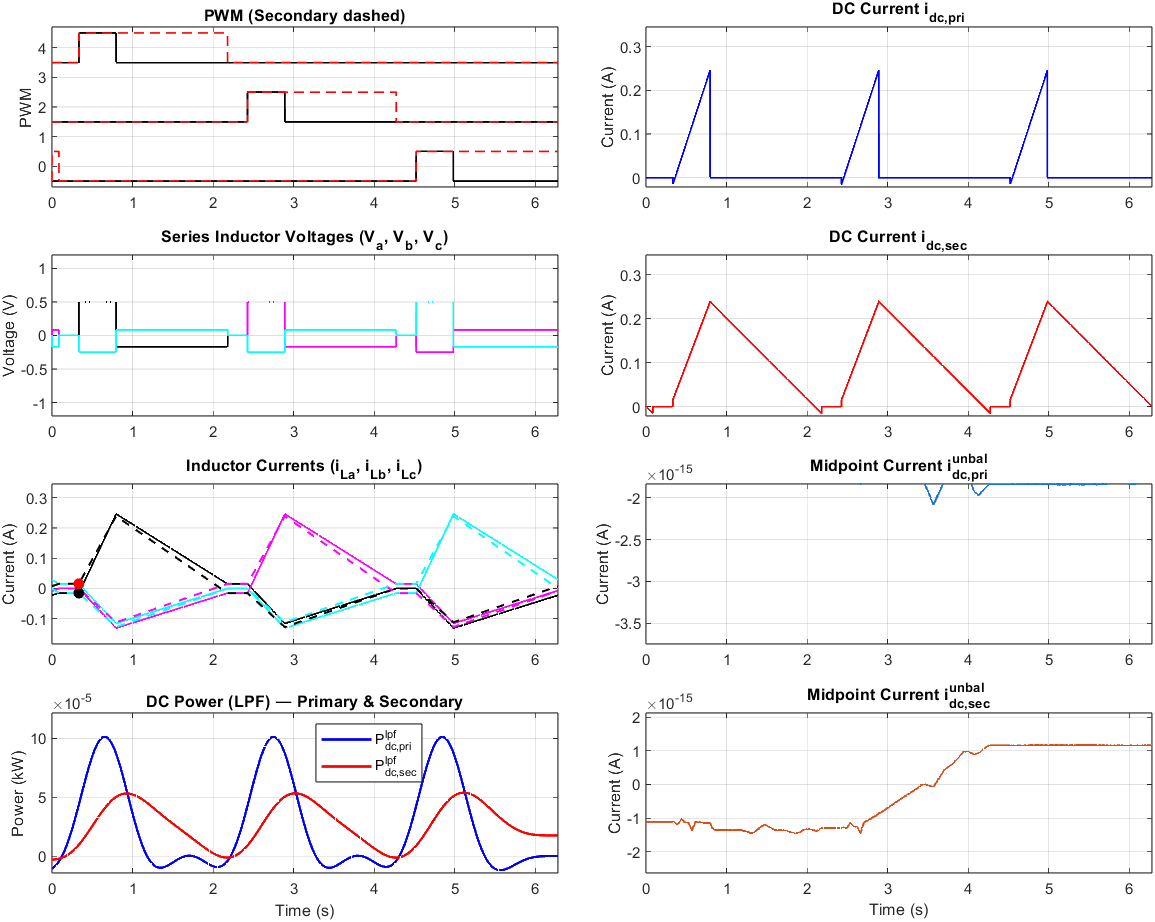 PWM (Secondary dashed)
PWM
4
3
2
1
0
0 1 2 3 4 5 6
DC Current i_dc,pri
Current (A)
0.3
0.2
0.1
0
0 1 2 3 4 5 6
Series Inductor Voltages (V_a, V_b, V_c)
Voltage (V)
1
0.5
0
-0.5
-1
0 1 2 3 4 5 6
DC Current i_dc,sec
Current (A)
0.3
0.2
0.1
0
0 1 2 3 4 5 6
Inductor Currents (i_La, i_Lb, i_Lc)
Current (A)
0.3
0.2
0.1
0
-0.1
0 1 2 3 4 5 6
Midpoint Current i^unbal_dc,pri
×10^-15
Current (A)
-2
-2.5
-3
-3.5
0 1 2 3 4 5 6
DC Power (LPF) — Primary & Secondary
×10^-5
Power (kW)
10
5
0
P^lpf_dc,pri
P^lpf_dc,sec
0 1 2 3 4 5 6
Time (s)
Midpoint Current i^unbal_dc,sec
×10^-15
Current (A)
2
1
0
-1
-2
0 1 2 3 4 5 6
Time (s)